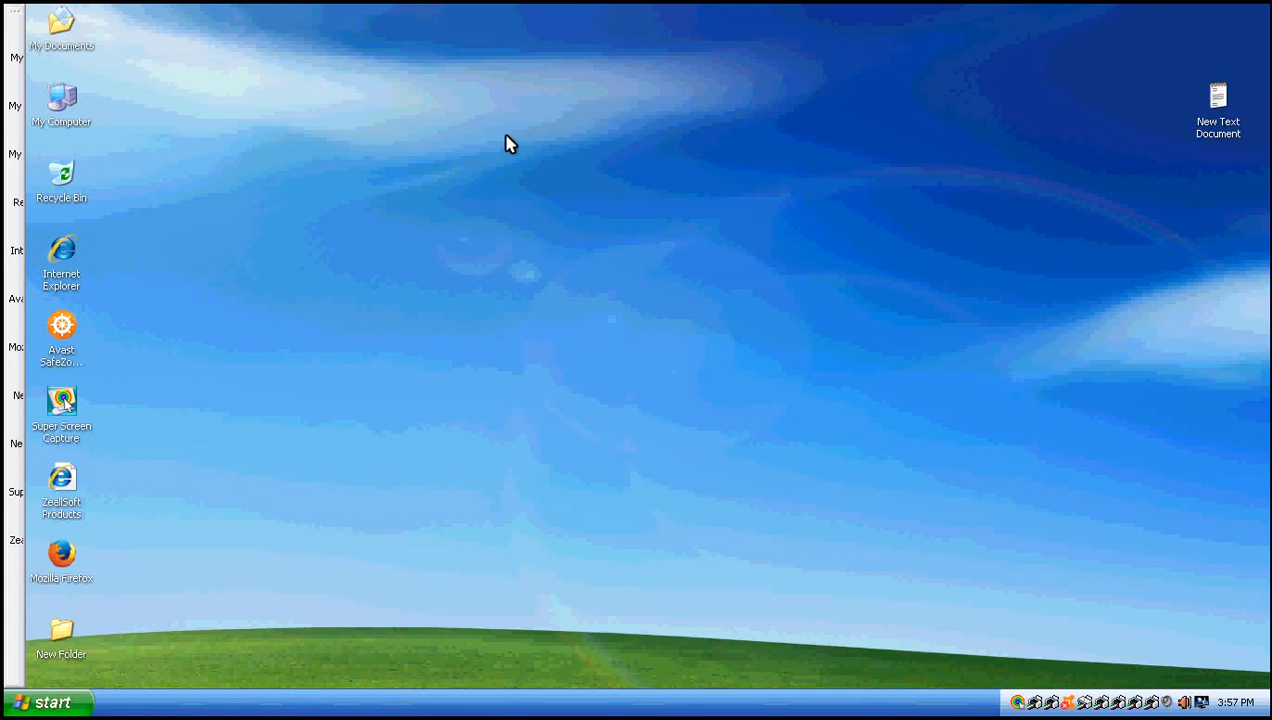 My
My
My
Re
Int
Ava
Moz
Ne
Ne
Sup
Zea
My Documents
My Computer
Recycle Bin
Internet
Explorer
Avast
SafeZo...
Super Screen
Capture
ZeallSoft
Products
Mozilla Firefox
New Folder
New Text
Document
start
3:57 PM